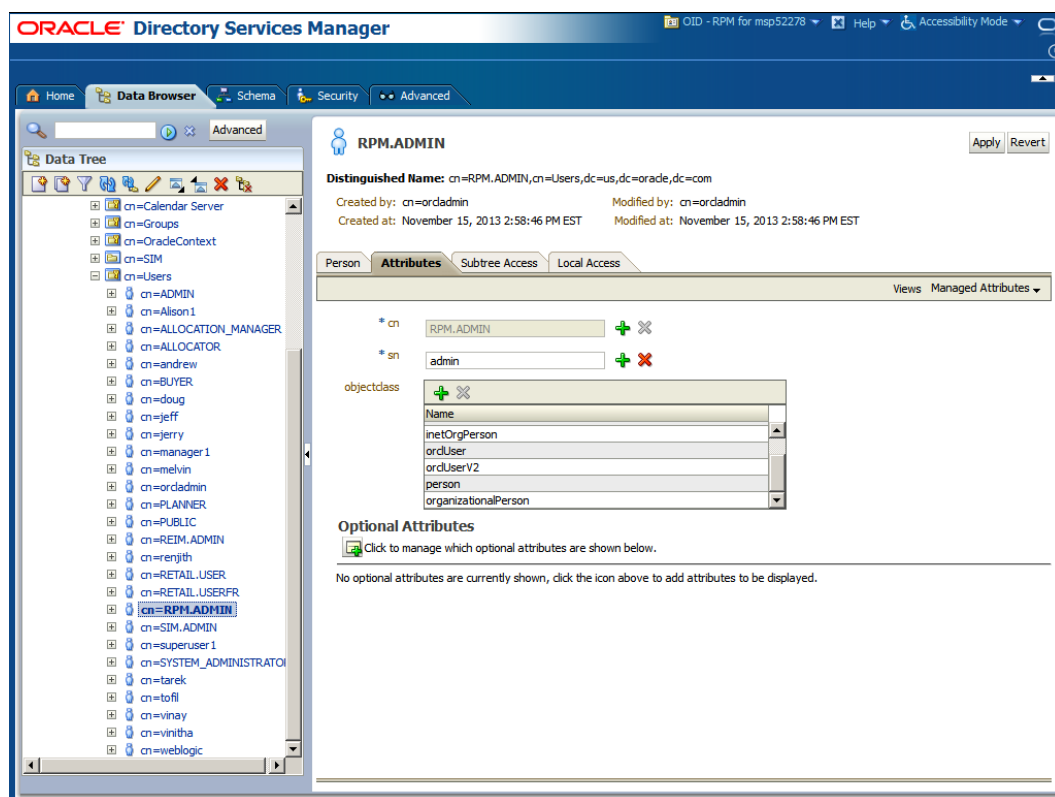 ORACLE Directory Services Manager
OID - RPM for msp52278 Help Accessibility Mode
Home Data Browser Schema Security Advanced
Advanced
Data Tree
cn=Calendar Server
cn=Groups
cn=OracleContext
cn=SIM
cn=Users
cn=ADMIN
cn=Alison1
cn=ALLOCATION_MANAGER
cn=ALLOCATOR
cn=andrew
cn=BUYER
cn=doug
cn=jeff
cn=jerry
cn=manager1
cn=melvin
cn=orcladmin
cn=PLANNER
cn=PUBLIC
cn=REIM.ADMIN
cn=renjith
cn=RETAIL.USER
cn=RETAIL.USERFR
cn=RPM.ADMIN
cn=SIM.ADMIN
cn=superuser1
cn=SYSTEM_ADMINISTRATO
cn=tarek
cn=tofil
cn=vinay
cn=vinitha
cn=weblogic
RPM.ADMIN
Apply Revert
Distinguished Name: cn=RPM.ADMIN,cn=Users,dc=us,dc=oracle,dc=com
Created by: cn=orcladmin Modified by: cn=orcladmin
Created at: November 15, 2013 2:58:46 PM EST Modified at: November 15, 2013 2:58:46 PM EST
Person Attributes Subtree Access Local Access
Views Managed Attributes
* cn RPM.ADMIN
* sn admin
objectclass
Name
inetOrgPerson
orclUser
orclUserV2
person
organizationalPerson
Optional Attributes
Click to manage which optional attributes are shown below.
No optional attributes are currently shown, click the icon above to add attributes to be displayed.